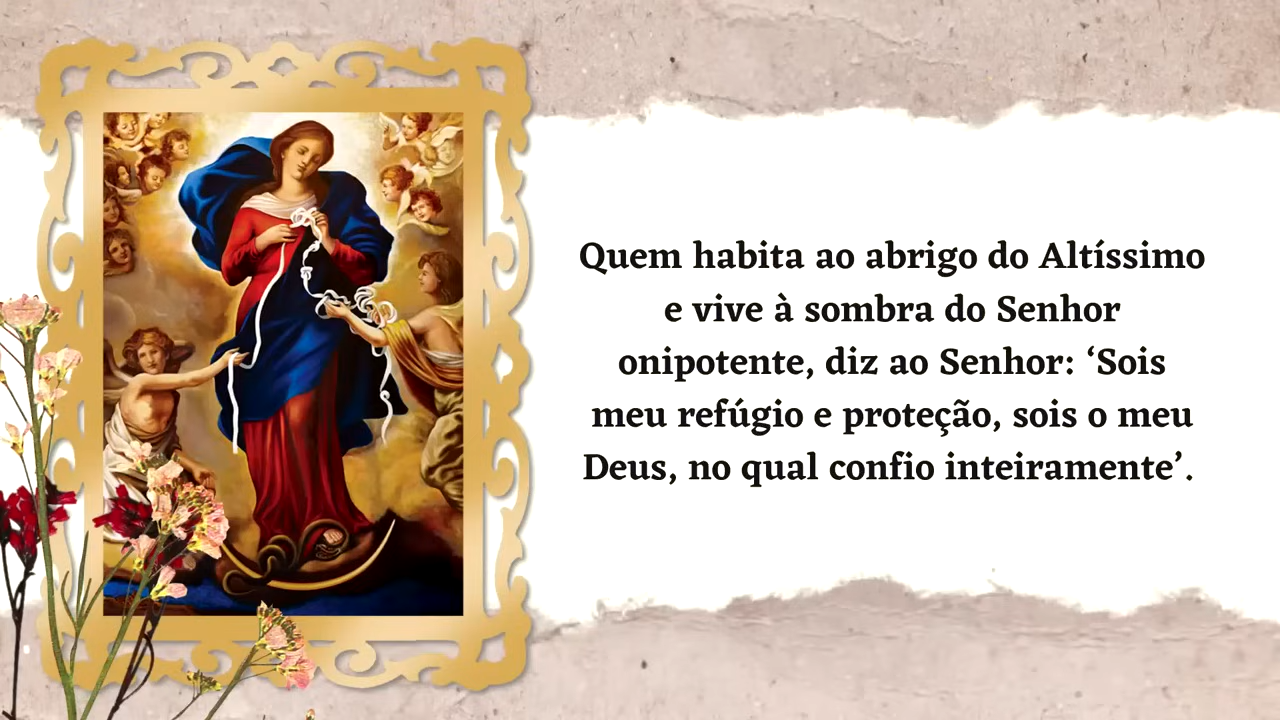 Quem habita ao abrigo do Altíssimo
e vive à sombra do Senhor
onipotente, diz ao Senhor: ‘Sois
meu refúgio e proteção, sois o meu
Deus, no qual confio inteiramente’.